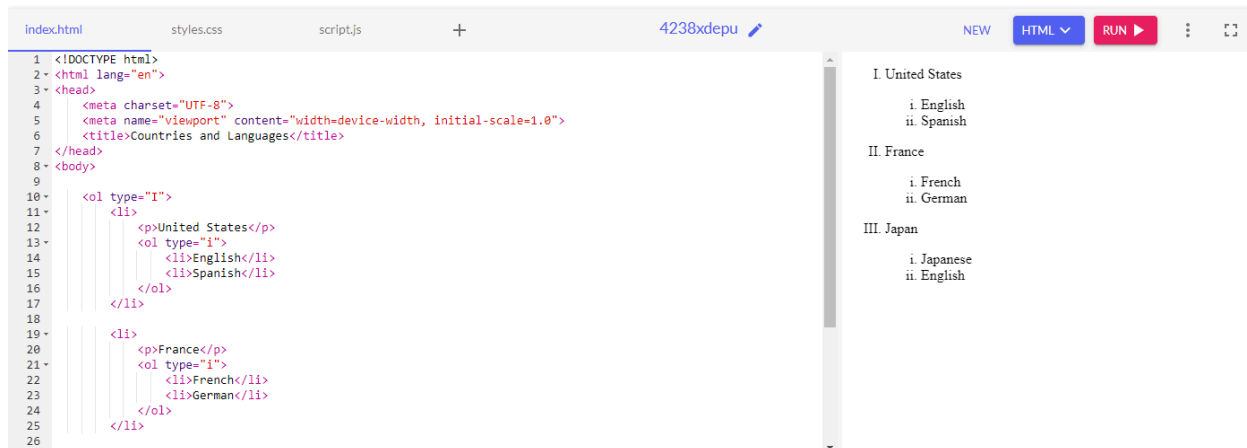 index.html styles.css script.js + 4238xdepu NEW HTML RUN
1 <!DOCTYPE html>
2 <html lang="en">
3 <head>
4     <meta charset="UTF-8">
5     <meta name="viewport" content="width=device-width, initial-scale=1.0">
6     <title>Countries and Languages</title>
7 </head>
8 <body>
9
10     <ol type="I">
11         <li>
12             <p>United States</p>
13             <ol type="i">
14                 <li>English</li>
15                 <li>Spanish</li>
16             </ol>
17         </li>
18
19         <li>
20             <p>France</p>
21             <ol type="i">
22                 <li>French</li>
23                 <li>German</li>
24             </ol>
25         </li>
26
I. United States
i. English
ii. Spanish
II. France
i. French
ii. German
III. Japan
i. Japanese
ii. English